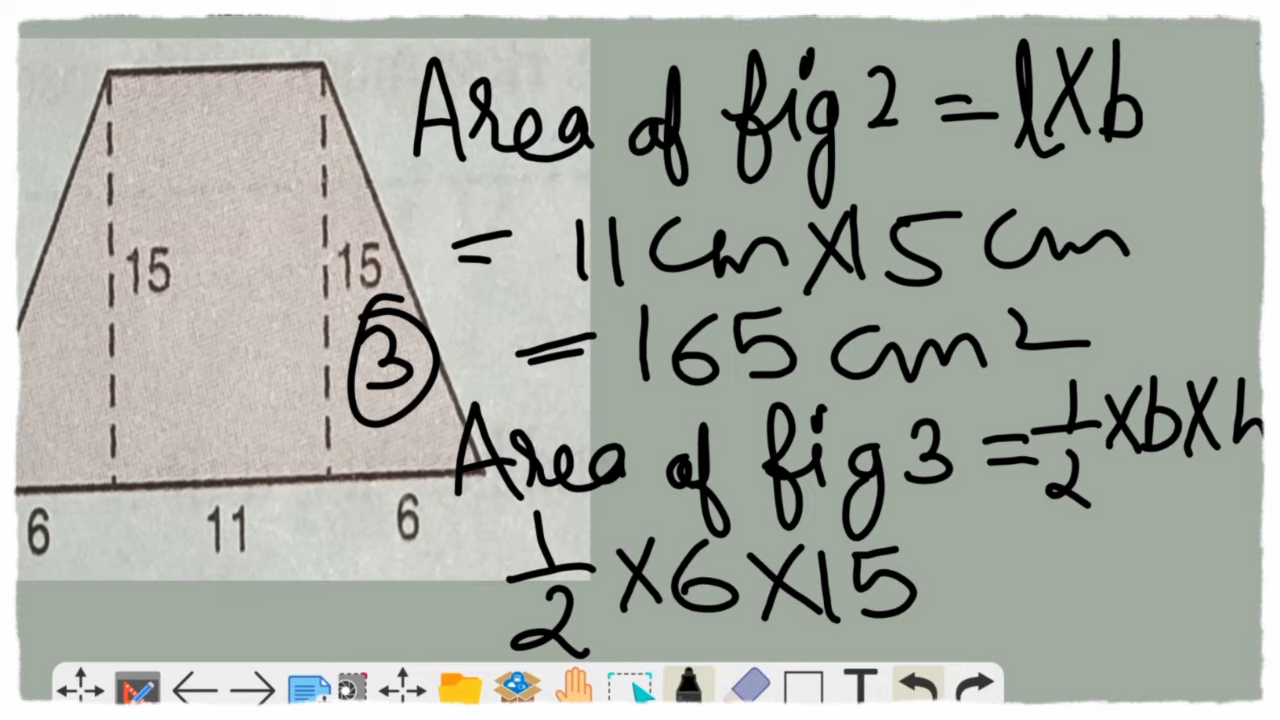 Area of fig 2 = l×b
= 11 cm × 15 cm
= 165 cm²
Area of fig 3 = 1/2 × b × h
1/2 × 6 × 15
15
15
3
6
11
6
T